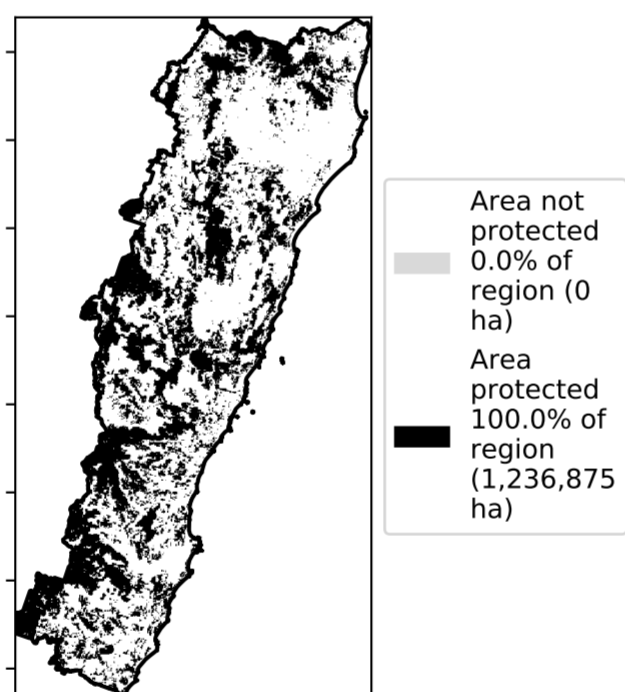 Area not
protected
0.0% of
region (0
ha)
Area
protected
100.0% of
region
(1,236,875
ha)